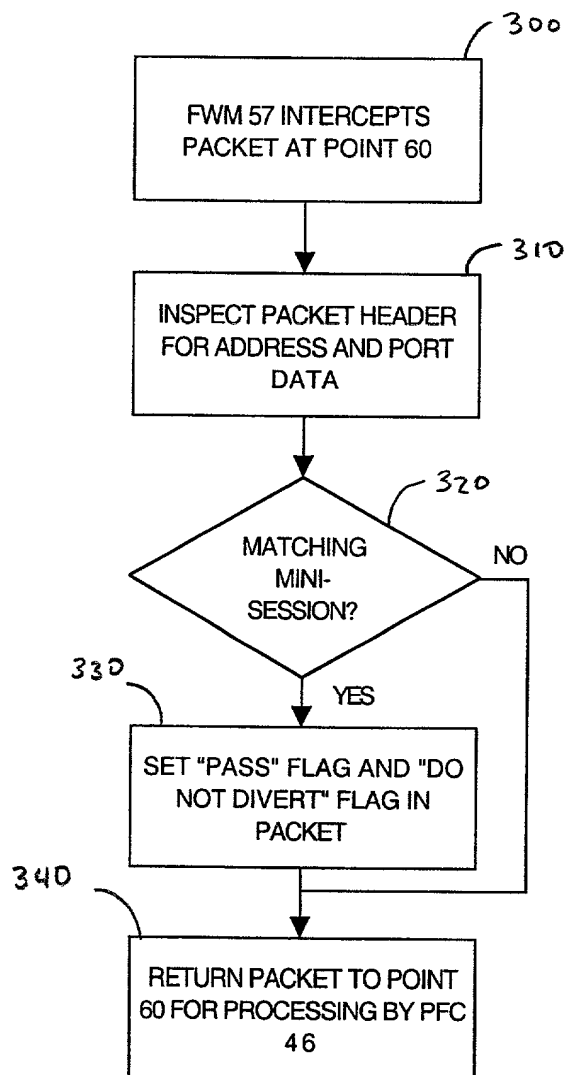 300
FWM 57 INTERCEPTS
PACKET AT POINT 60
310
INSPECT PACKET HEADER
FOR ADDRESS AND PORT
DATA
320
MATCHING
MINI-
SESSION?
NO
330
YES
SET "PASS" FLAG AND "DO
NOT DIVERT" FLAG IN
PACKET
340
RETURN PACKET TO POINT
60 FOR PROCESSING BY PFC
46